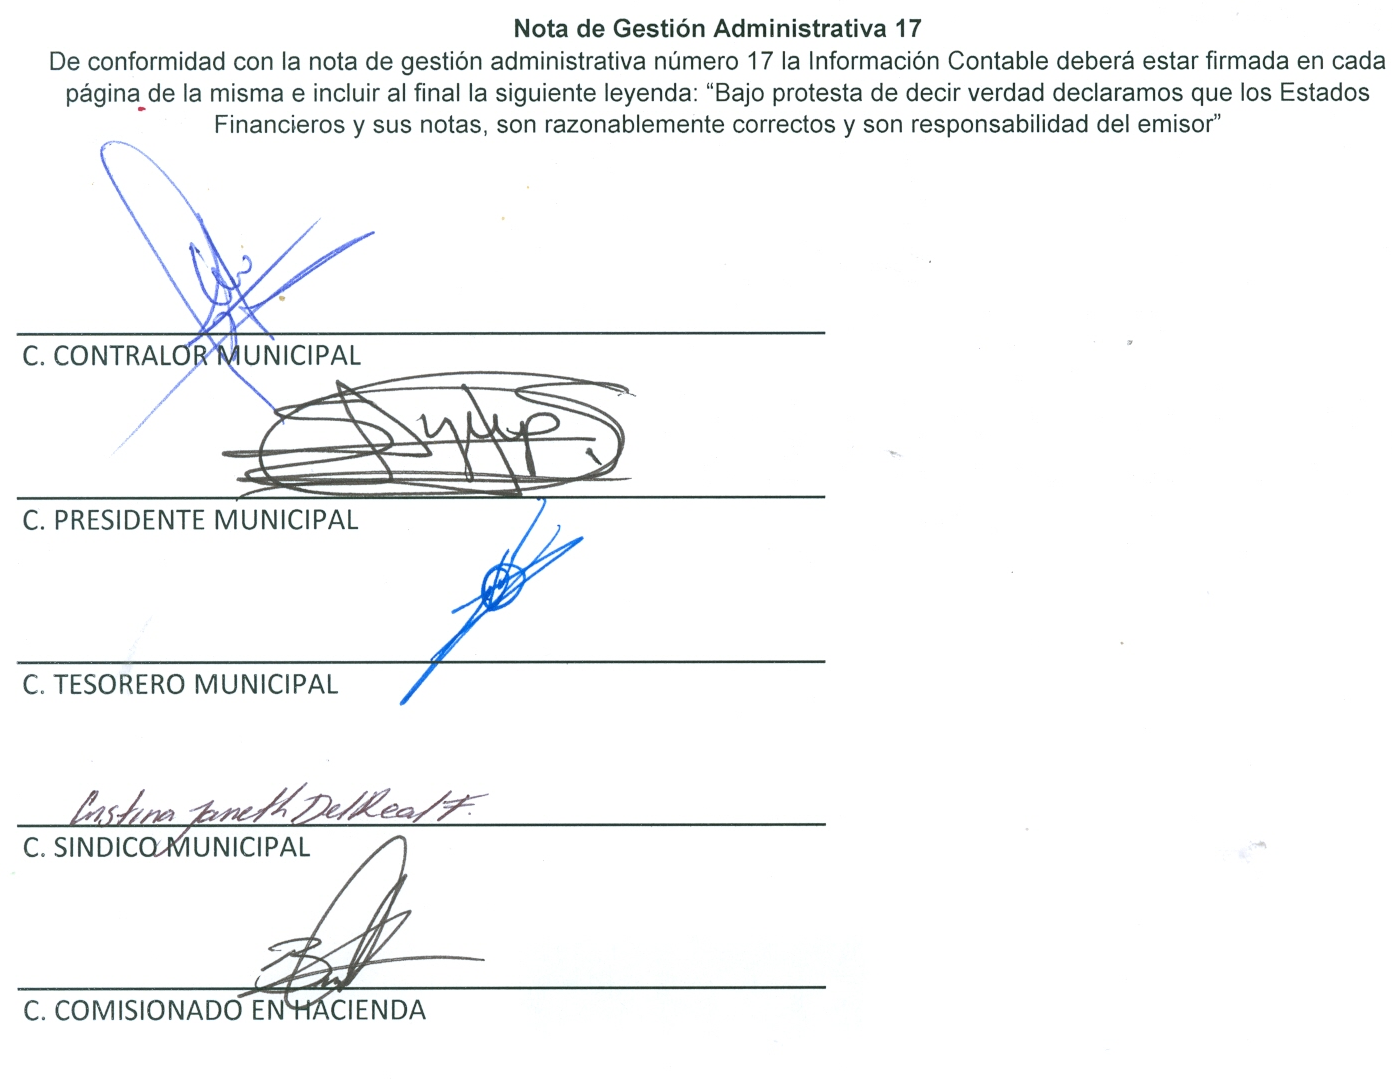 Nota de Gestión Administrativa 17
De conformidad con la nota de gestión administrativa número 17 la Información Contable deberá estar firmada en cada
página de la misma e incluir al final la siguiente leyenda: “Bajo protesta de decir verdad declaramos que los Estados
Financieros y sus notas, son razonablemente correctos y son responsabilidad del emisor”
C. CONTRALOR MUNICIPAL
C. PRESIDENTE MUNICIPAL
C. TESORERO MUNICIPAL
Cristina Janeth Del Real F.
C. SINDICO MUNICIPAL
C. COMISIONADO EN HACIENDA